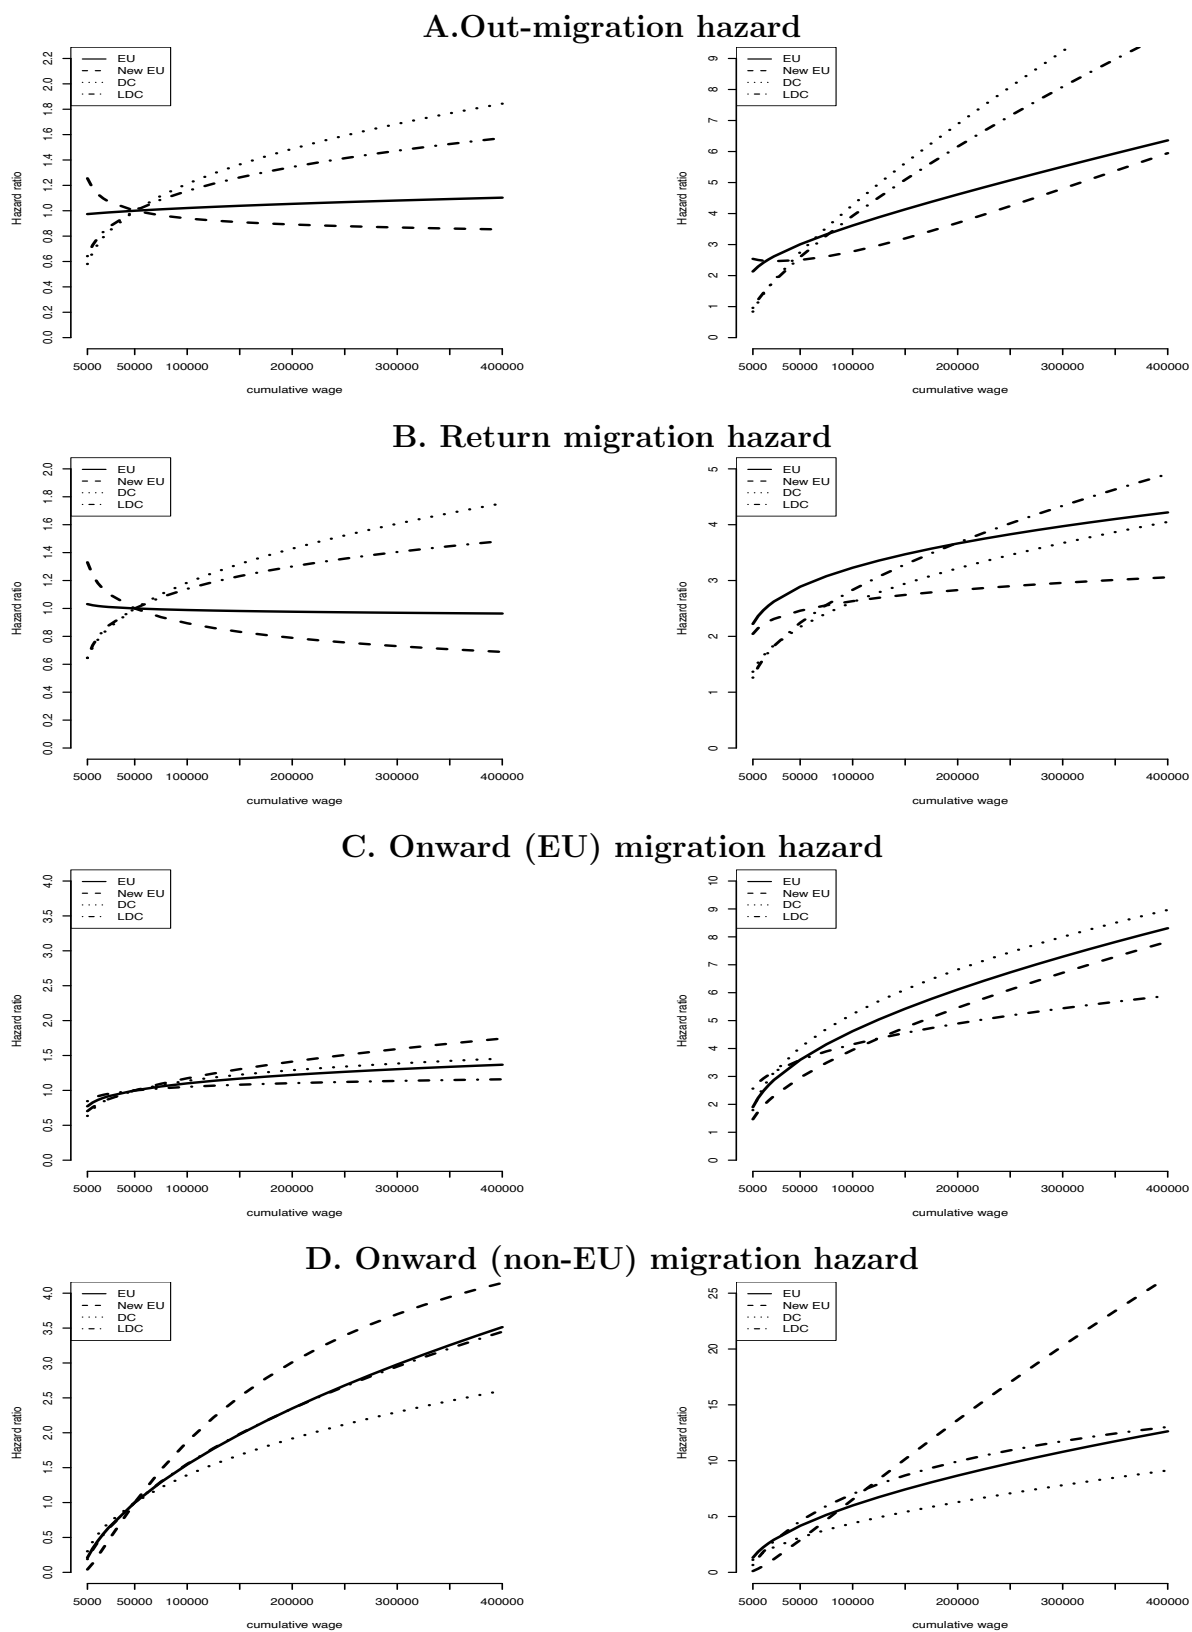 A.Out-migration hazard
EU
New EU
DC
LDC
Hazard ratio
0.0 0.2 0.4 0.6 0.8 1.0 1.2 1.4 1.6 1.8 2.0 2.2
5000 50000 100000 200000 300000 400000
cumulative wage
EU
New EU
DC
LDC
Hazard ratio
0 1 2 3 4 5 6 7 8 9
5000 50000 100000 200000 300000 400000
cumulative wage
B. Return migration hazard
EU
New EU
DC
LDC
Hazard ratio
0.0 0.2 0.4 0.6 0.8 1.0 1.2 1.4 1.6 1.8 2.0
5000 50000 100000 200000 300000 400000
cumulative wage
EU
New EU
DC
LDC
Hazard ratio
0 1 2 3 4 5
5000 50000 100000 200000 300000 400000
cumulative wage
C. Onward (EU) migration hazard
EU
New EU
DC
LDC
Hazard ratio
0.0 0.5 1.0 1.5 2.0 2.5 3.0 3.5 4.0
5000 50000 100000 200000 300000 400000
cumulative wage
EU
New EU
DC
LDC
Hazard ratio
0 1 2 3 4 5 6 7 8 9 10
5000 50000 100000 200000 300000 400000
cumulative wage
D. Onward (non-EU) migration hazard
EU
New EU
DC
LDC
Hazard ratio
0.0 0.5 1.0 1.5 2.0 2.5 3.0 3.5 4.0
5000 50000 100000 200000 300000 400000
cumulative wage
EU
New EU
DC
LDC
Hazard ratio
0 5 10 15 20 25
5000 50000 100000 200000 300000 400000
cumulative wage